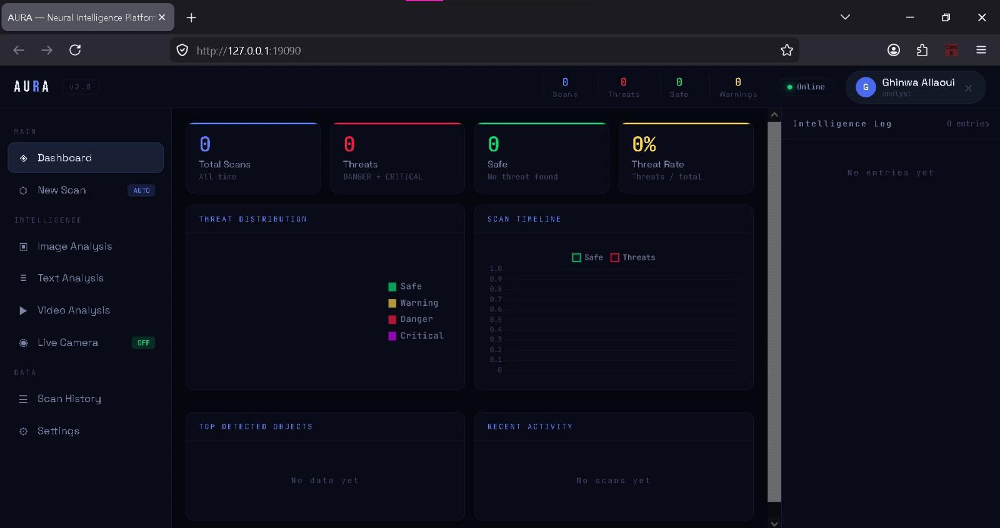 AURA — Neural Intelligence Platform
http://127.0.0.1:19090
Cors
E
AURA
v2.0
0
Scans
0
Threats
0
Safe
0
Warnings
Online
G
Ghinwa Allaoui
analyst
MAIN
Dashboard
New Scan
AUTO
INTELLIGENCE
Image Analysis
Text Analysis
Video Analysis
Live Camera
OFF
DATA
Scan History
Settings
0
Total Scans
All time
0
Threats
DANGER + CRITICAL
0
Safe
No threat found
0%
Threat Rate
Threats / total
THREAT DISTRIBUTION
Safe
Warning
Danger
Critical
SCAN TIMELINE
Safe Threats
1.0
0.9
0.8
0.7
0.6
0.5
0.4
0.3
0.2
0.1
0
TOP DETECTED OBJECTS
No data yet
RECENT ACTIVITY
No scans yet
Intelligence Log
0 entries
No entries yet